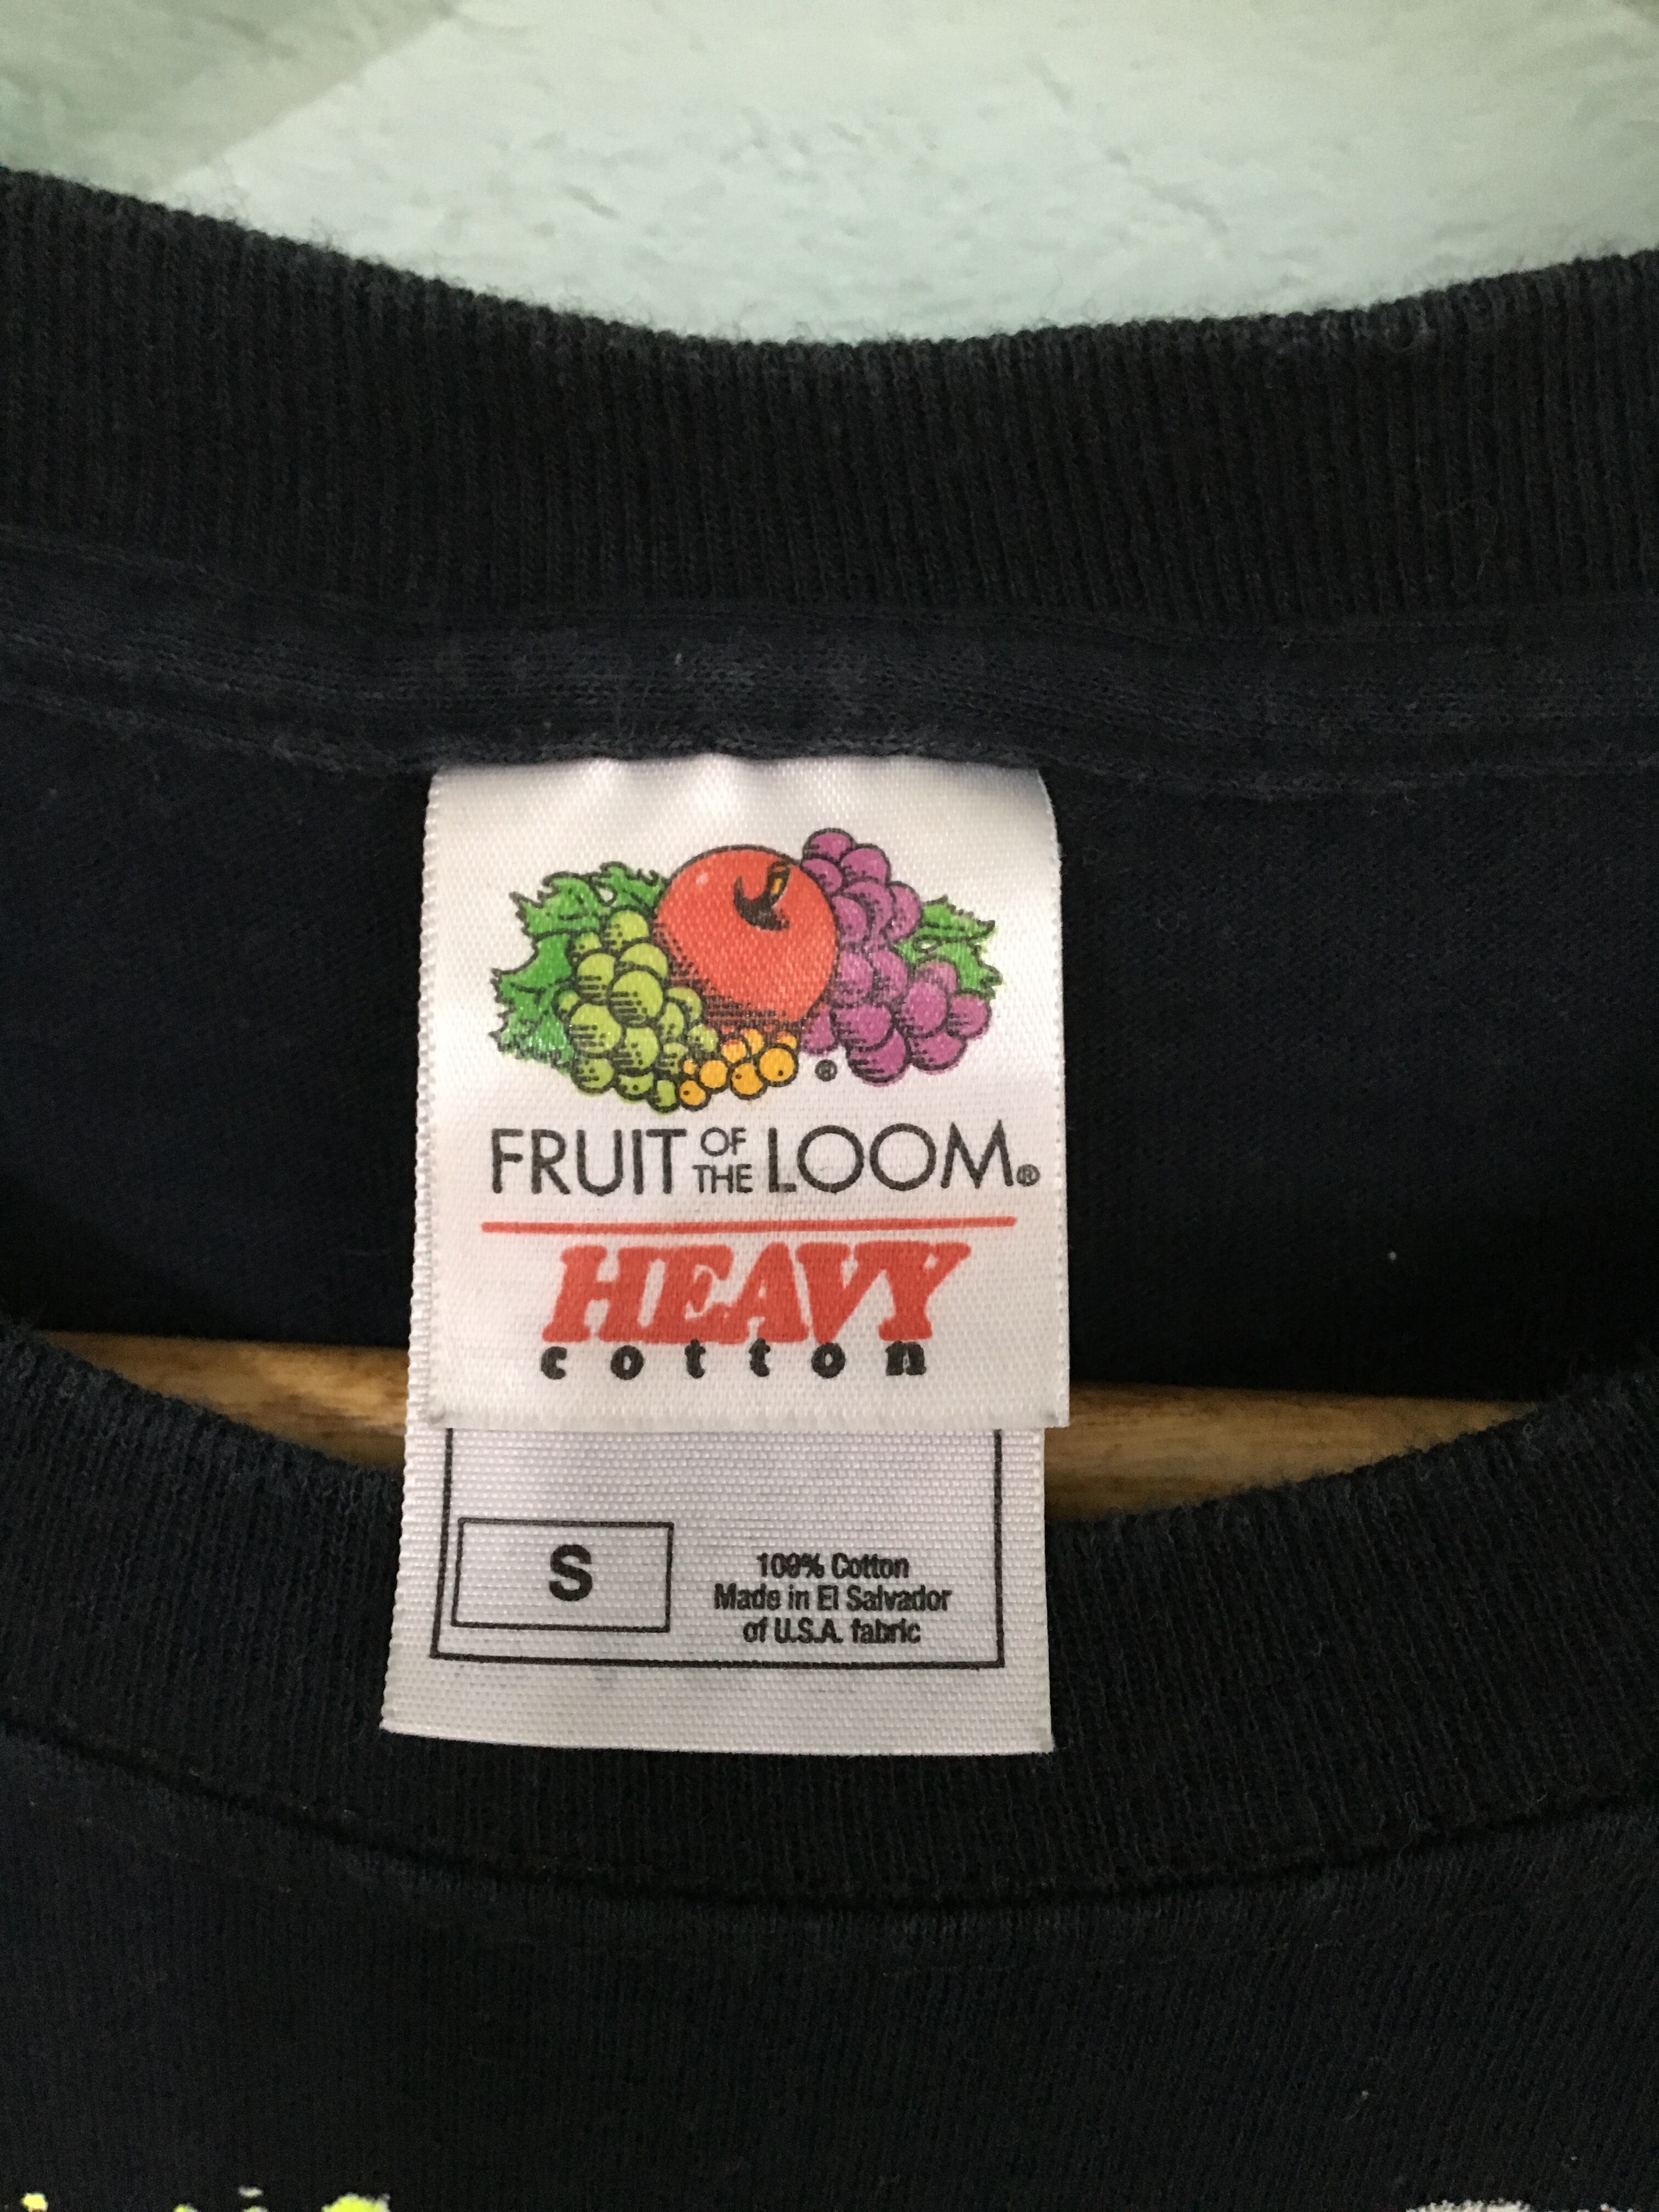 ®
FRUIT OF THE LOOM®
HEAVY
cotton
S
100% Cotton
Made in El Salvador
of U.S.A. fabric